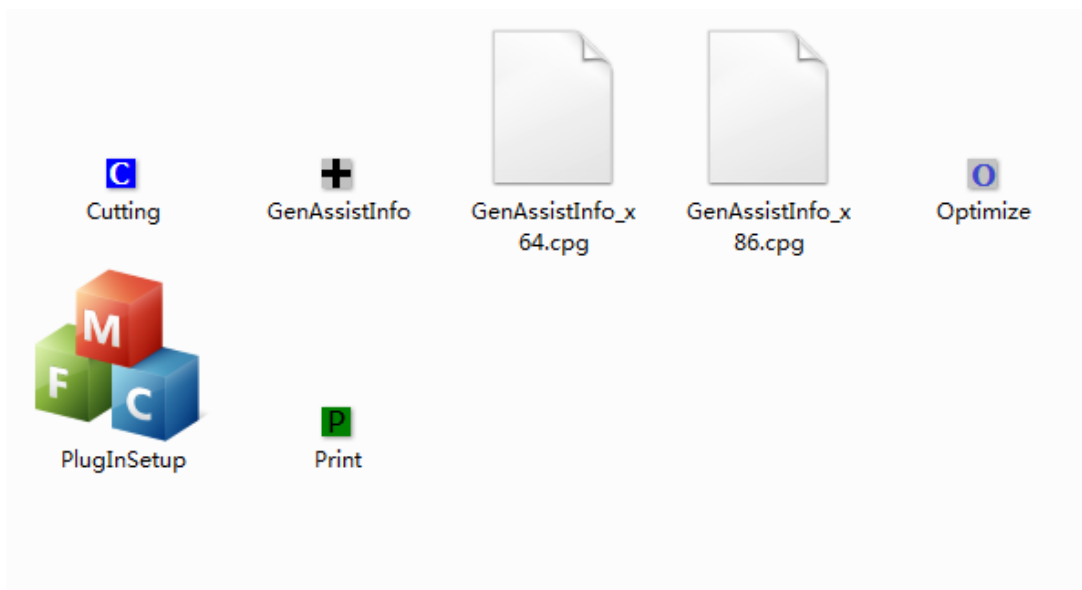 C
Cutting
GenAssistInfo
GenAssistInfo_x
64.cpg
GenAssistInfo_x
86.cpg
O
Optimize
M
F
C
PlugInSetup
P
Print